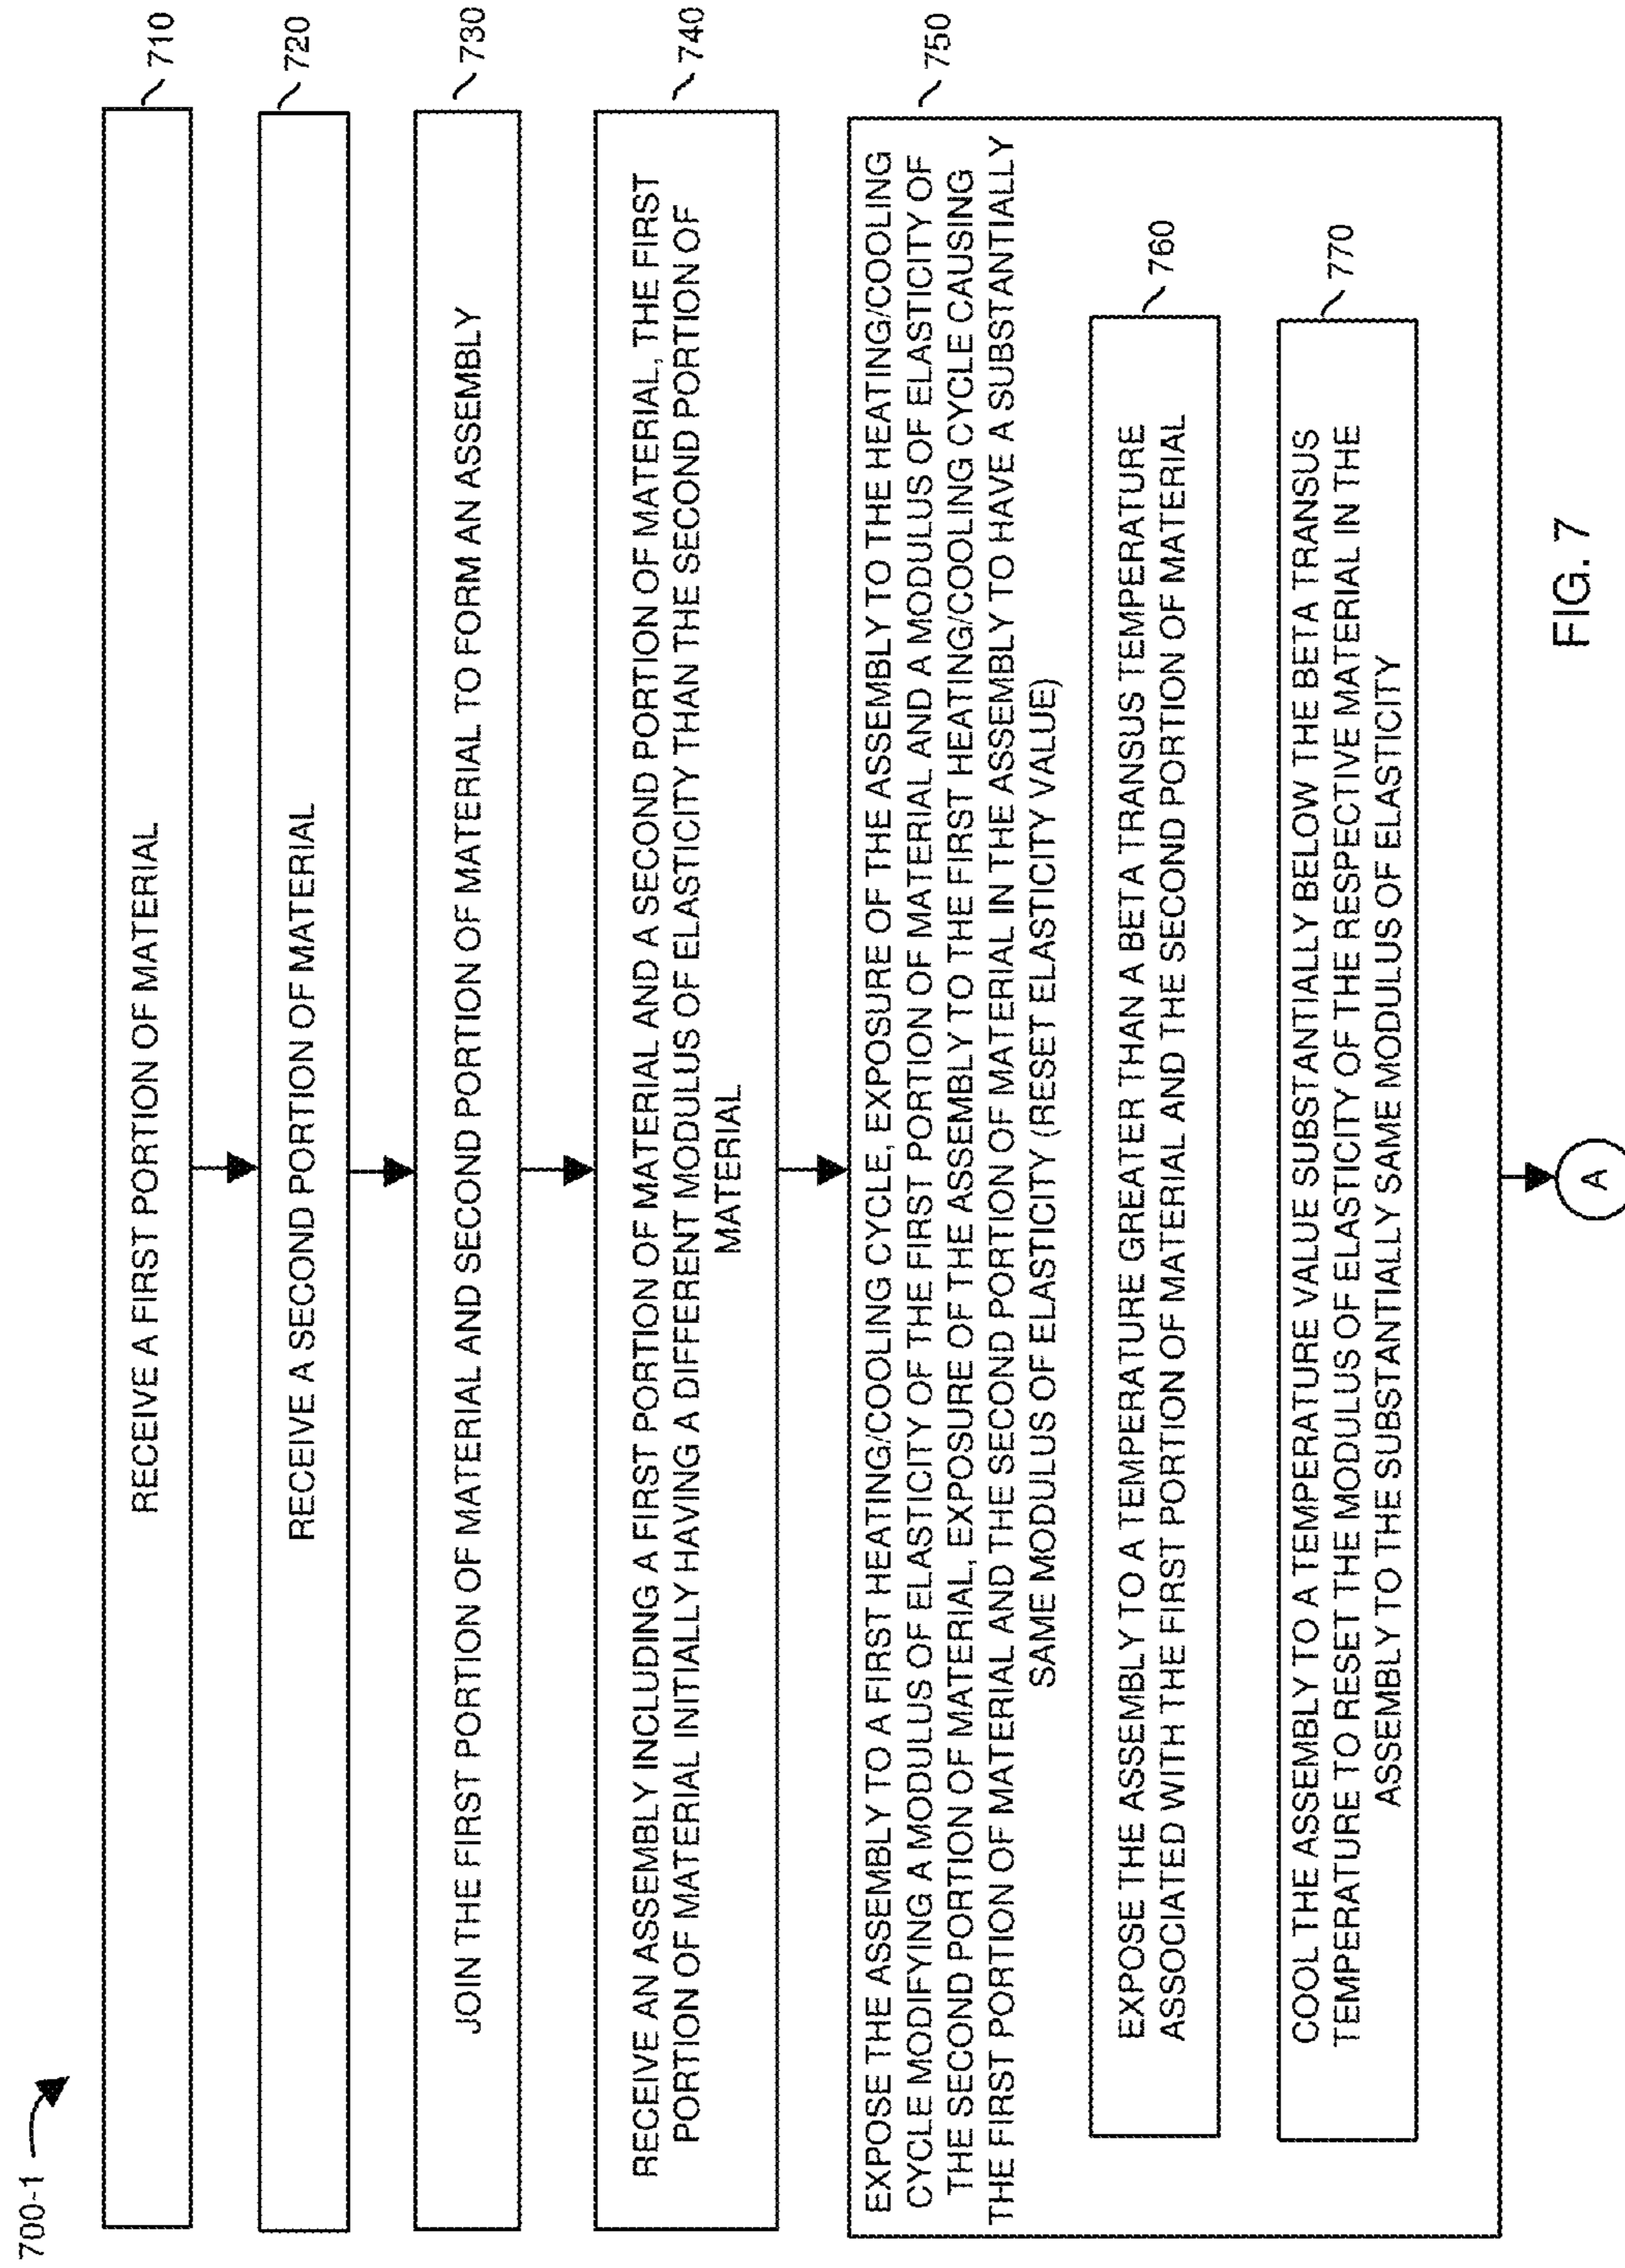 700-1
RECEIVE A FIRST PORTION OF MATERIAL
710
RECEIVE A SECOND PORTION OF MATERIAL
720
JOIN THE FIRST PORTION OF MATERIAL AND SECOND PORTION OF MATERIAL TO FORM AN ASSEMBLY
730
RECEIVE AN ASSEMBLY INCLUDING A FIRST PORTION OF MATERIAL AND A SECOND PORTION OF MATERIAL, THE FIRST
PORTION OF MATERIAL INITIALLY HAVING A DIFFERENT MODULUS OF ELASTICITY THAN THE SECOND PORTION OF
MATERIAL
740
EXPOSE THE ASSEMBLY TO A FIRST HEATING/COOLING CYCLE, EXPOSURE OF THE ASSEMBLY TO THE HEATING/COOLING
CYCLE MODIFYING A MODULUS OF ELASTICITY OF THE FIRST PORTION OF MATERIAL AND A MODULUS OF ELASTICITY OF
THE SECOND PORTION OF MATERIAL, EXPOSURE OF THE ASSEMBLY TO THE FIRST HEATING/COOLING CYCLE CAUSING
THE FIRST PORTION OF MATERIAL AND THE SECOND PORTION OF MATERIAL IN THE ASSEMBLY TO HAVE A SUBSTANTIALLY
SAME MODULUS OF ELASTICITY (RESET ELASTICITY VALUE)
750
EXPOSE THE ASSEMBLY TO A TEMPERATURE GREATER THAN A BETA TRANSUS TEMPERATURE
ASSOCIATED WITH THE FIRST PORTION OF MATERIAL AND THE SECOND PORTION OF MATERIAL
760
COOL THE ASSEMBLY TO A TEMPERATURE VALUE SUBSTANTIALLY BELOW THE BETA TRANSUS
TEMPERATURE TO RESET THE MODULUS OF ELASTICITY OF THE RESPECTIVE MATERIAL IN THE
ASSEMBLY TO THE SUBSTANTIALLY SAME MODULUS OF ELASTICITY
770
A
FIG. 7